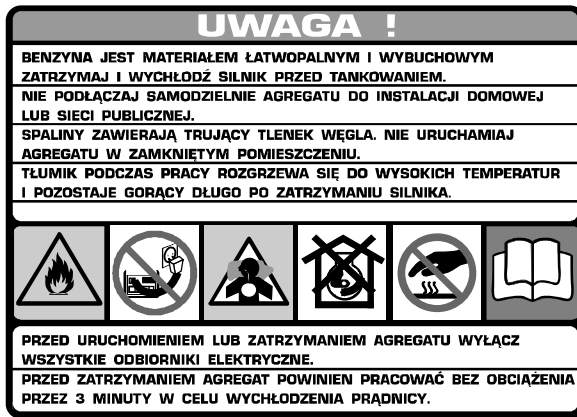 UWAGA !
BENZYNA JEST MATERIAŁEM ŁATWOPALNYM I WYBUCHOWYM
ZATRZYMAJ I WYCHŁODŹ SILNIK PRZED TANKOWANIEM.
NIE PODŁĄCZAJ SAMODZIELNIE AGREGATU DO INSTALACJI DOMOWEJ
LUB SIECI PUBLICZNEJ.
SPALINY ZAWIERAJĄ TRUJĄCY TLENEK WĘGLA. NIE URUCHAMIAJ
AGREGATU W ZAMKNIĘTYM POMIESZCZENIU.
TŁUMIK PODCZAS PRACY ROZGRZEWA SIĘ DO WYSOKICH TEMPERATUR
I POZOSTAJE GORĄCY DŁUGO PO ZATRZYMANIU SILNIKA.
PRZED URUCHOMIENIEM LUB ZATRZYMANIEM AGREGATU WYŁĄCZ
WSZYSTKIE ODBIORNIKI ELEKTRYCZNE.
PRZED ZATRZYMANIEM AGREGAT POWINIEN PRACOWAĆ BEZ OBCIĄŻENIA
PRZEZ 3 MINUTY W CELU WYCHŁODZENIA PRĄDNICY.